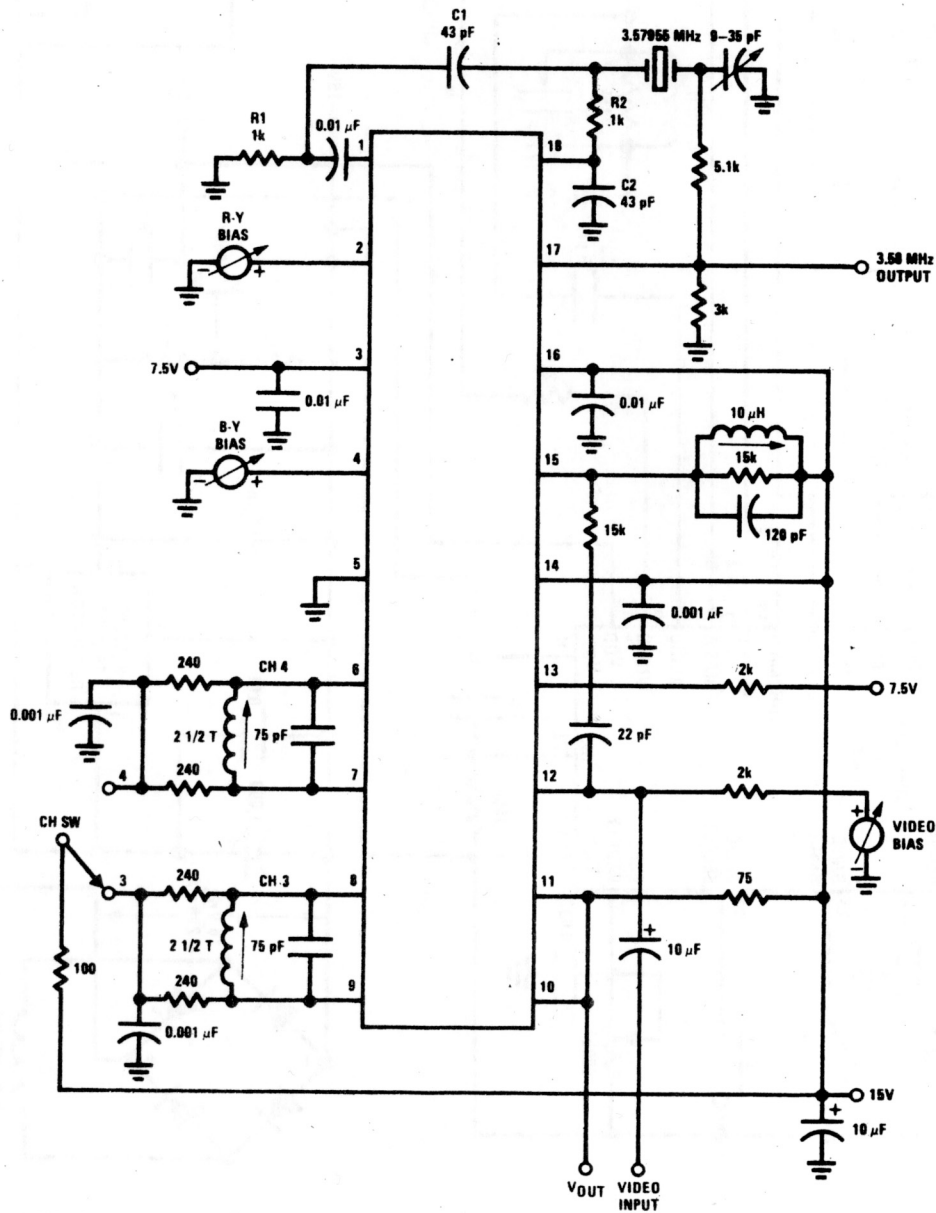 C1
43 pF
3.57955 MHz
9–35 pF
R1
1k
0.01 µF
1
18
R2
1k
5.1k
C2
43 pF
R-Y
BIAS
2
17
3.58 MHz
OUTPUT
3k
7.5V
3
16
0.01 µF
0.01 µF
10 µH
B-Y
BIAS
4
15
15k
120 pF
15k
5
14
0.001 µF
240
CH 4
6
13
2k
7.5V
0.001 µF
2 1/2 T
75 pF
22 pF
4
240
7
12
2k
CH SW
VIDEO
BIAS
3
240
CH 3
8
11
75
100
2 1/2 T
75 pF
10 µF
240
9
10
0.001 µF
15V
10 µF
VOUT
VIDEO
INPUT
+
−
+
−
+
−
+
+